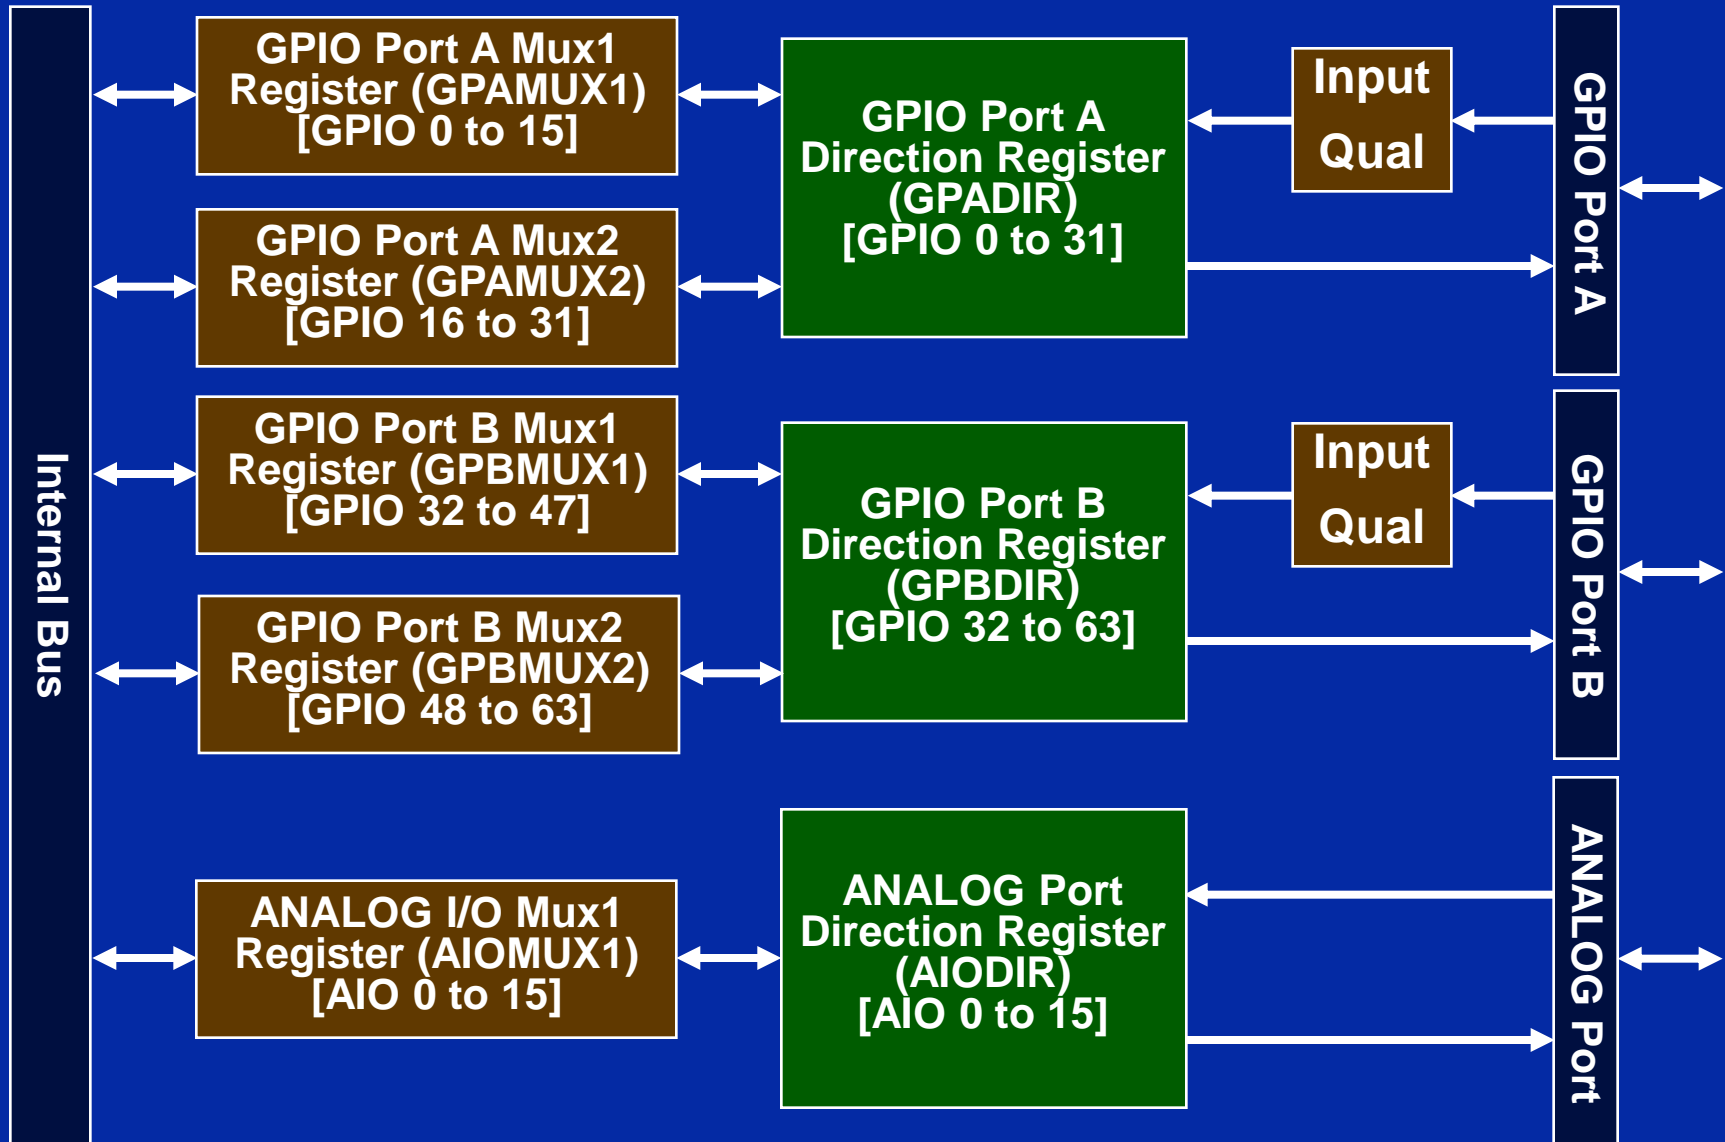 Internal Bus
GPIO Port A Mux1
Register (GPAMUX1)
[GPIO 0 to 15]
GPIO Port A Mux2
Register (GPAMUX2)
[GPIO 16 to 31]
GPIO Port A
Direction Register
(GPADIR)
[GPIO 0 to 31]
Input
Qual
GPIO Port A
GPIO Port B Mux1
Register (GPBMUX1)
[GPIO 32 to 47]
GPIO Port B Mux2
Register (GPBMUX2)
[GPIO 48 to 63]
GPIO Port B
Direction Register
(GPBDIR)
[GPIO 32 to 63]
Input
Qual
GPIO Port B
ANALOG I/O Mux1
Register (AIOMUX1)
[AIO 0 to 15]
ANALOG Port
Direction Register
(AIODIR)
[AIO 0 to 15]
ANALOG Port